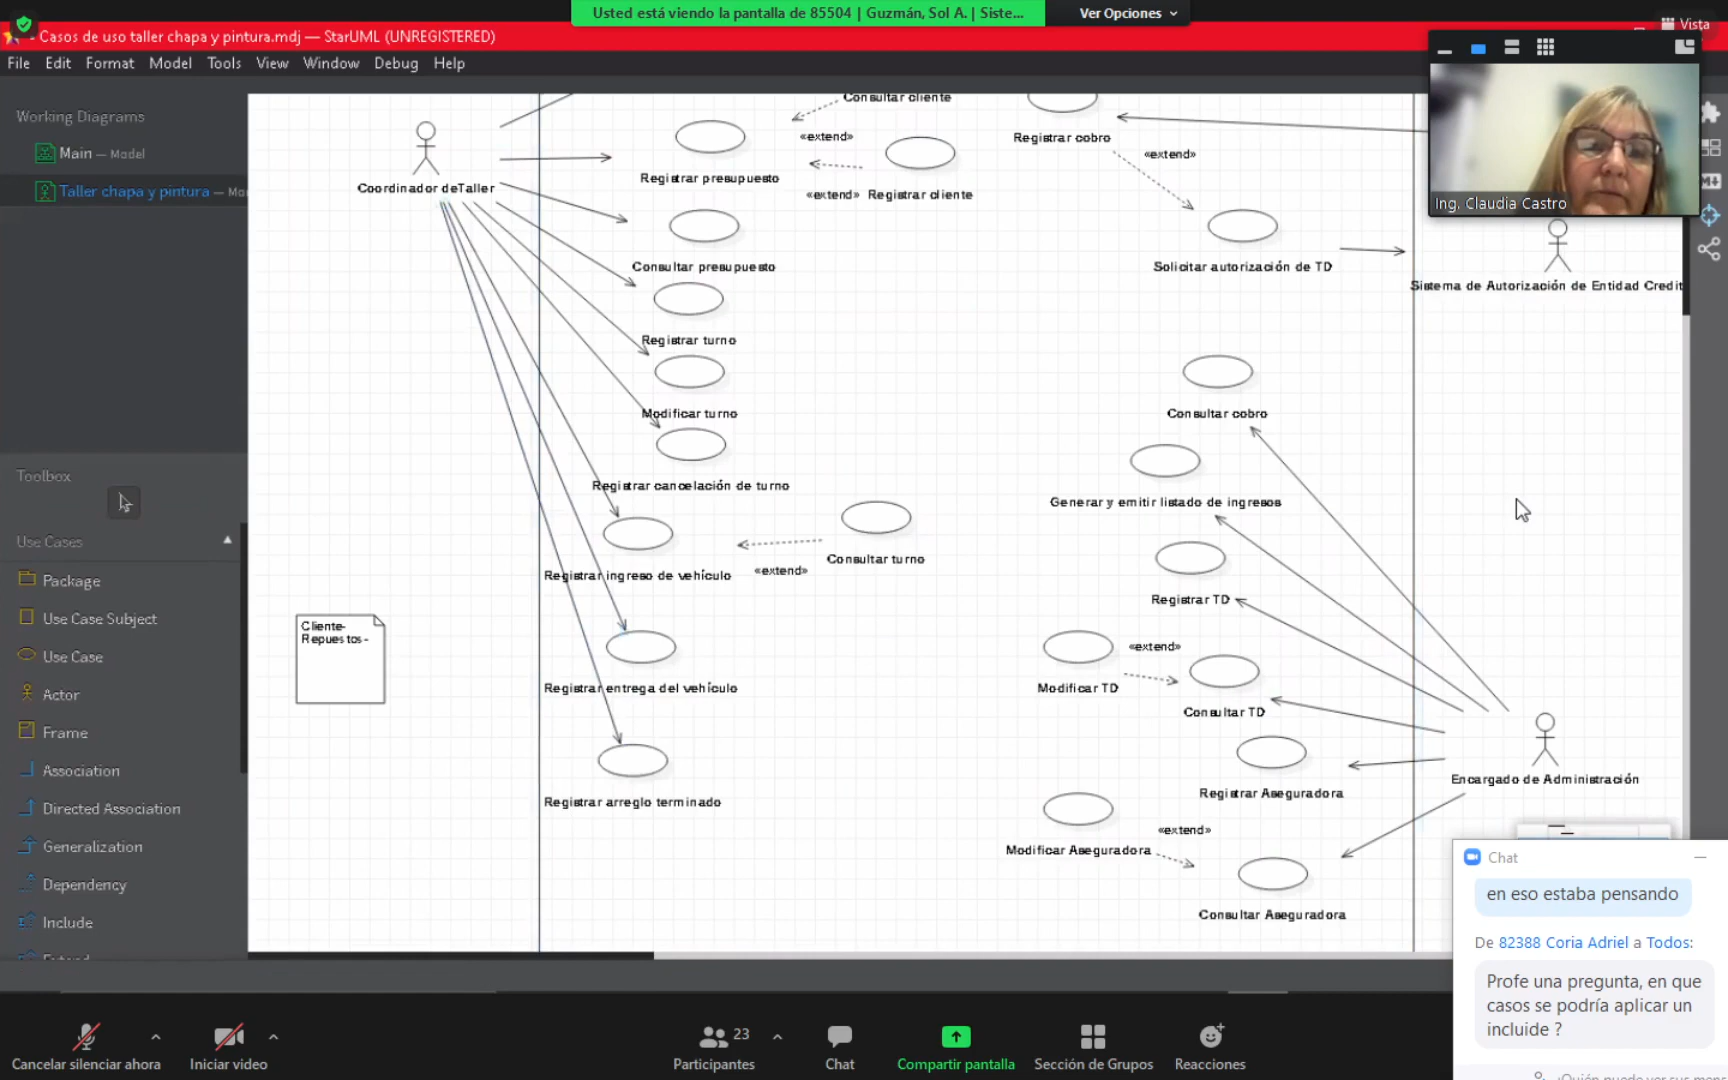 Usted está viendo la pantalla de 85504 | Guzmán, Sol A. | Siste...
Ver Opciones
Vista
Casos de uso taller chapa y pintura.mdj — StarUML (UNREGISTERED)
File Edit Format Model Tools View Window Debug Help
Working Diagrams
Main — Model
Taller chapa y pintura — Mo
Toolbox
Use Cases
Package
Use Case Subject
Use Case
Actor
Frame
Association
Directed Association
Generalization
Dependency
Include
Extend
Coordinador deTaller
Cliente-
Repuestos-
Consultar cliente
«extend»
Registrar presupuesto
«extend»
Registrar cliente
Consultar presupuesto
Registrar turno
Modificar turno
Registrar cancelación de turno
Registrar ingreso de vehículo
«extend»
Consultar turno
Registrar entrega del vehículo
Registrar arreglo terminado
Registrar cobro
«extend»
Solicitar autorización de TD
Sistema de Autorización de Entidad Credit
Consultar cobro
Generar y emitir listado de ingresos
Registrar TD
«extend»
Modificar TD
Consultar TD
Registrar Aseguradora
«extend»
Modificar Aseguradora
Consultar Aseguradora
Encargado de Administración
Ing. Claudia Castro
Chat
en eso estaba pensando
De 82388 Coria Adriel a Todos:
Profe una pregunta, en que
casos se podría aplicar un
incluide ?
¿Quién puede ver sus mens
Cancelar silenciar ahora
Iniciar video
23
Participantes
Chat
Compartir pantalla
Sección de Grupos
Reacciones